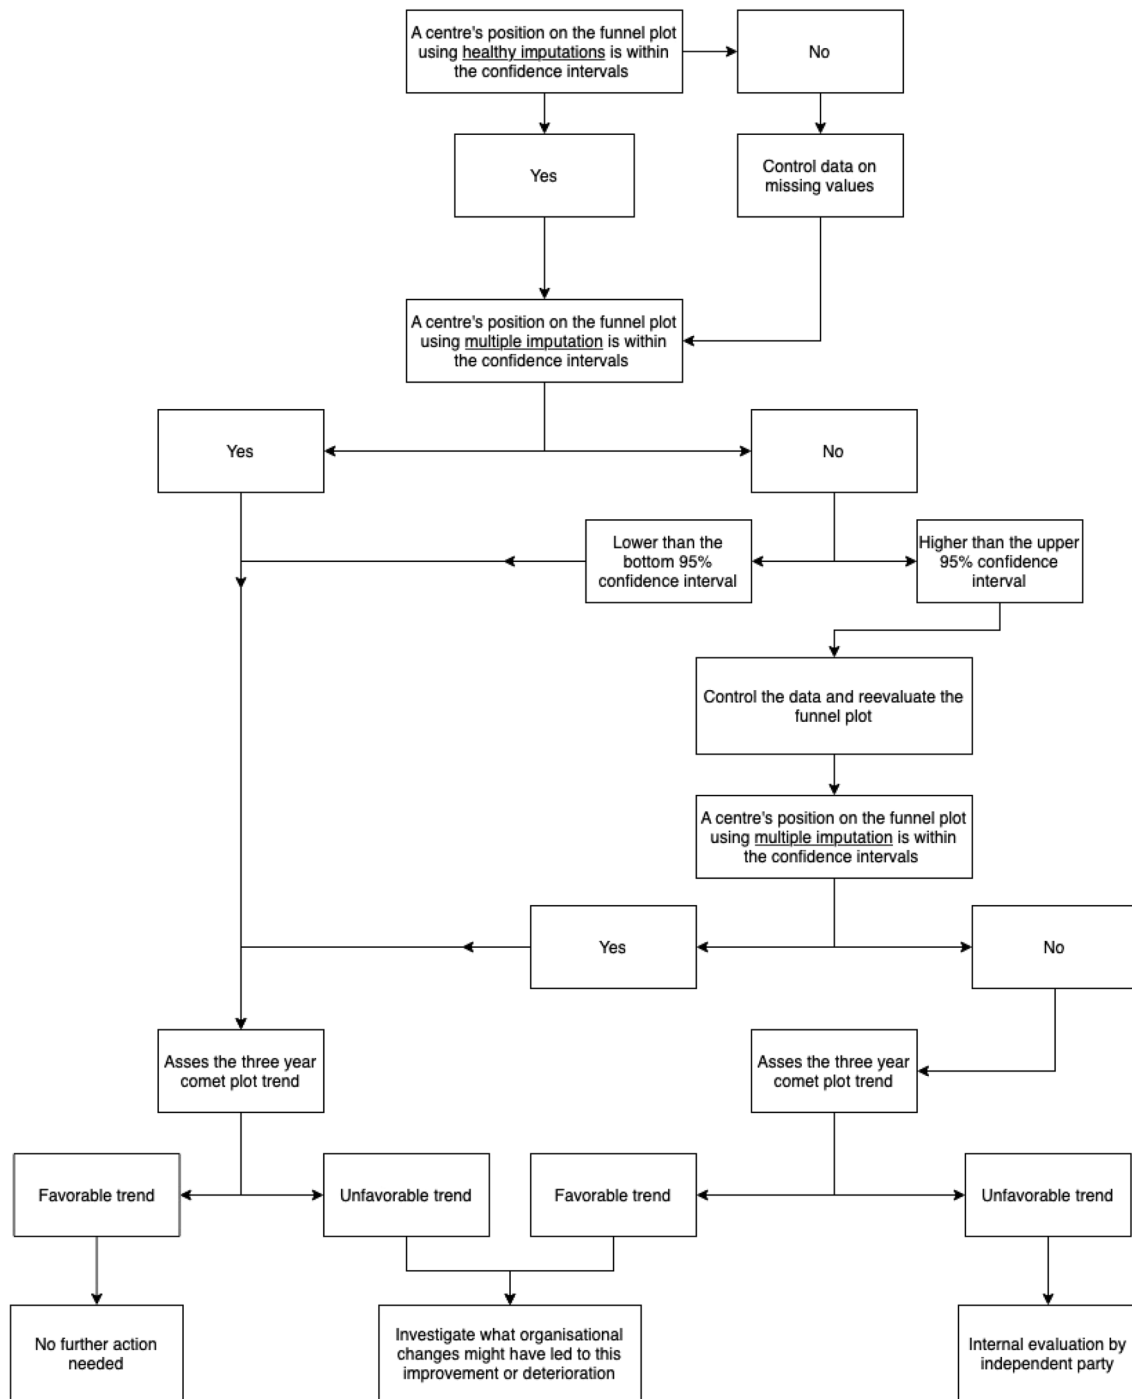 A centre's position on the funnel plot
using healthy imputations is within
the confidence intervals
No
Yes
Control data on
missing values
A centre's position on the funnel plot
using multiple imputation is within
the confidence intervals
Yes
No
Lower than the
bottom 95%
confidence interval
Higher than the upper
95% confidence
interval
Control the data and reevaluate the
funnel plot
A centre's position on the funnel plot
using multiple imputation is within
the confidence intervals
Yes
No
Asses the three year
comet plot trend
Asses the three year
comet plot trend
Favorable trend
Unfavorable trend
Favorable trend
Unfavorable trend
No further action
needed
Investigate what organisational
changes might have led to this
improvement or deterioration
Internal evaluation by
independent party